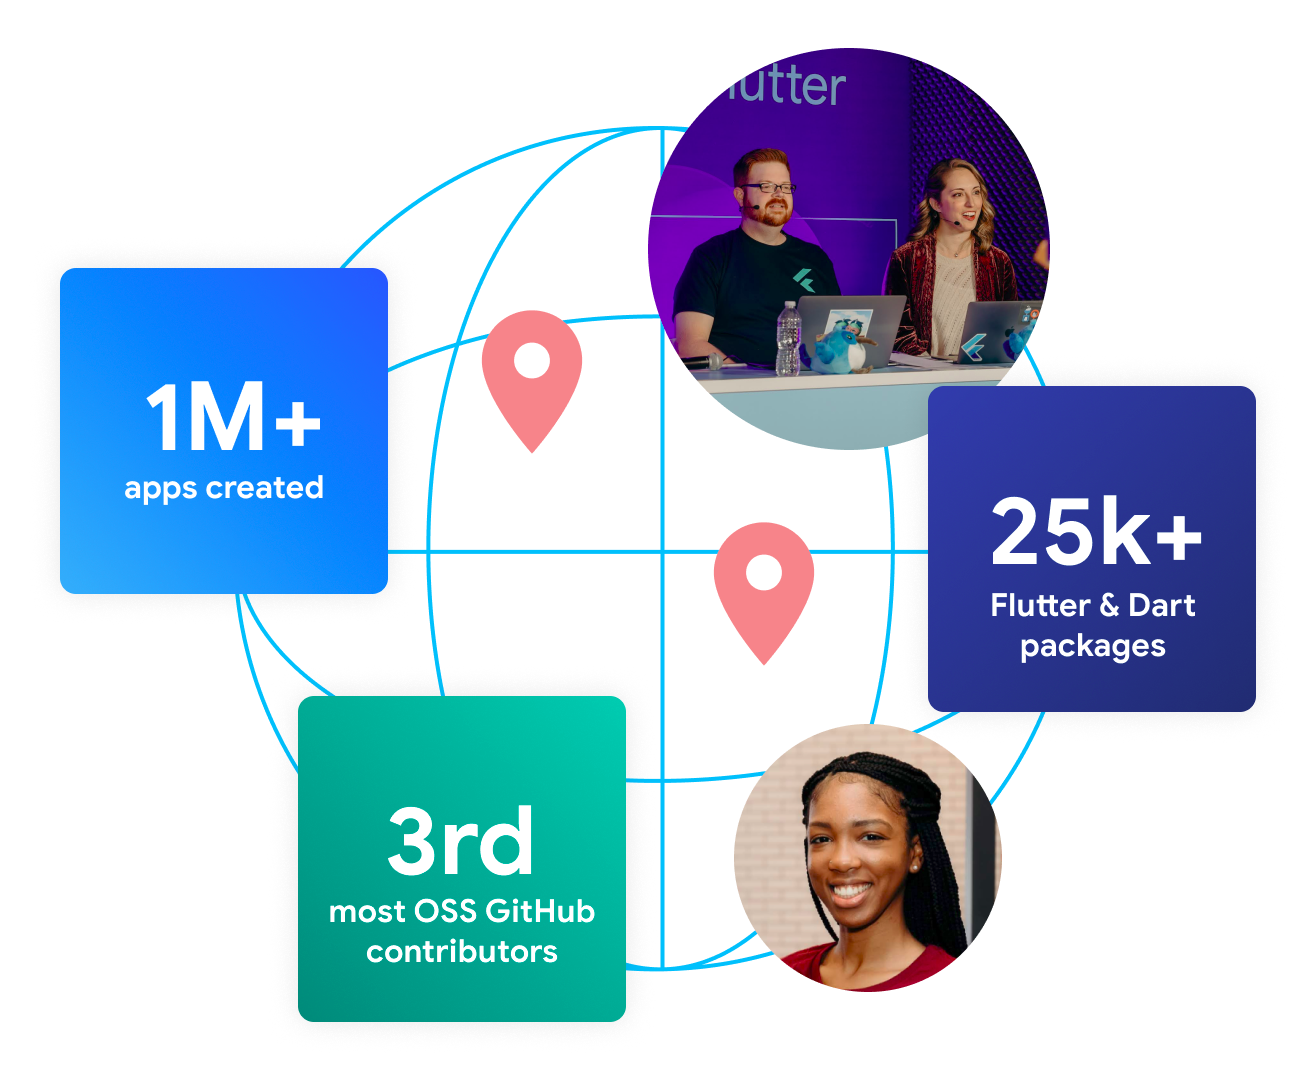 lutter
1M+
apps created
25k+
Flutter & Dart
packages
3rd
most OSS GitHub
contributors